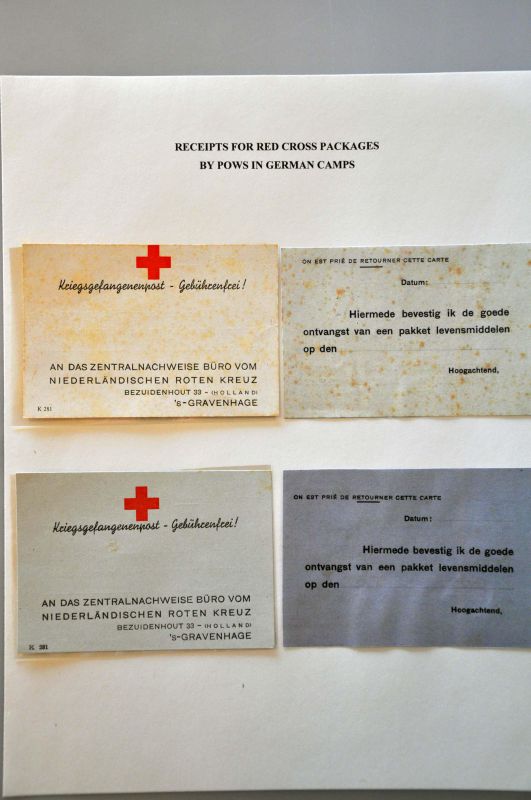 RECEIPTS FOR RED CROSS PACKAGES
BY POWS IN GERMAN CAMPS
Kriegsgefangenenpost - Gebührenfrei!
AN DAS ZENTRALNACHWEISE BÜRO VOM
NIEDERLÄNDISCHEN ROTEN KREUZ
BEZUIDENHOUT 33 - (HOLLAND)
's-GRAVENHAGE
K 281
ON EST PRIÉ DE RETOURNER CETTE CARTE
Datum:
Hiermede bevestig ik de goede
ontvangst van een pakket levensmiddelen
op den
Hoogachtend,
Kriegsgefangenenpost - Gebührenfrei!
AN DAS ZENTRALNACHWEISE BÜRO VOM
NIEDERLÄNDISCHEN ROTEN KREUZ
BEZUIDENHOUT 33 - (HOLLAND)
's-GRAVENHAGE
K 281
ON EST PRIÉ DE RETOURNER CETTE CARTE
Datum:
Hiermede bevestig ik de goede
ontvangst van een pakket levensmiddelen
op den
Hoogachtend,